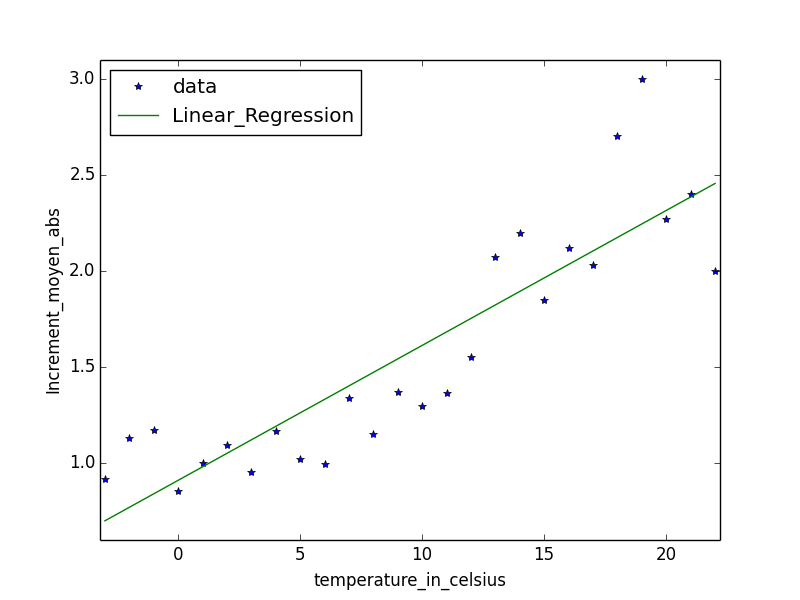 data
Linear_Regression
3.0
2.5
2.0
1.5
1.0
Increment_moyen_abs
0 5 10 15 20
temperature_in_celsius